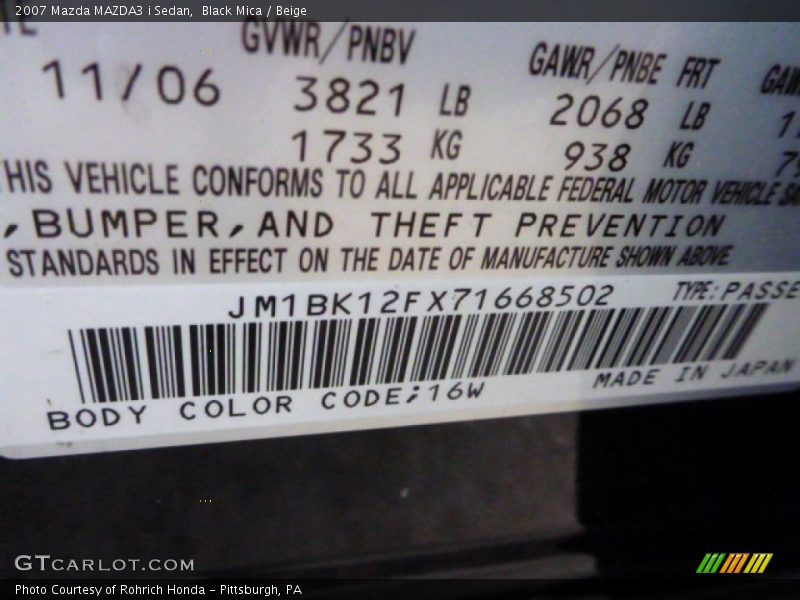 2007 Mazda MAZDA3 i Sedan, Black Mica / Beige
GVWR/PNBV GAWR/PNBE FRT
11/06 3821 LB 2068 LB
1733 KG 938 KG
THIS VEHICLE CONFORMS TO ALL APPLICABLE FEDERAL MOTOR VEHICLE
,BUMPER,AND THEFT PREVENTION
STANDARDS IN EFFECT ON THE DATE OF MANUFACTURE SHOWN ABOVE
JM1BK12FX71668502 TYPE:PASSE
BODY COLOR CODE;16W MADE IN JAPAN
GTCARLOT.COM
Photo Courtesy of Rohrich Honda - Pittsburgh, PA